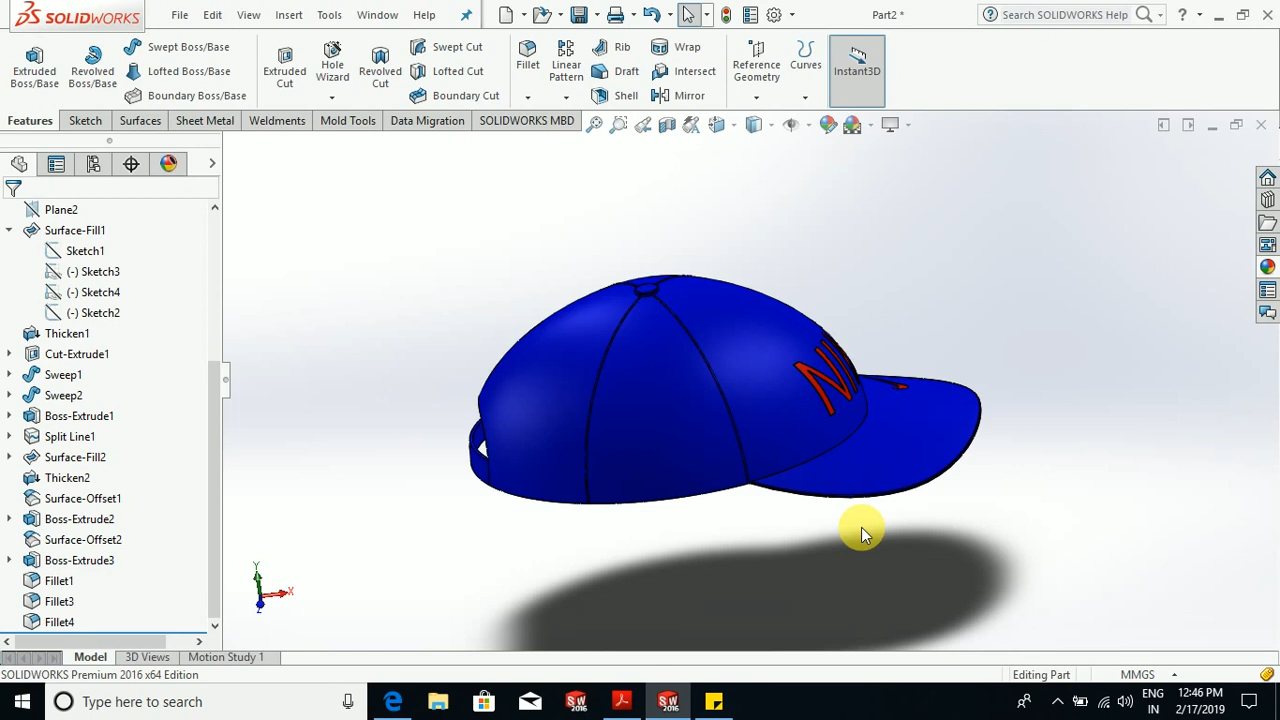 SOLIDWORKS File Edit View Insert Tools Window Help Part2 * Search SOLIDWORKS Help ?
Extruded Boss/Base
Revolved Boss/Base
Swept Boss/Base
Lofted Boss/Base
Boundary Boss/Base
Extruded Cut
Hole Wizard
Revolved Cut
Swept Cut
Lofted Cut
Boundary Cut
Fillet
Linear Pattern
Rib
Draft
Shell
Wrap
Intersect
Mirror
Reference Geometry
Curves
Instant3D
Features Sketch Surfaces Sheet Metal Weldments Mold Tools Data Migration SOLIDWORKS MBD
Plane2
Surface-Fill1
Sketch1
(-) Sketch3
(-) Sketch4
Sketch2
Thicken1
Cut-Extrude1
Sweep1
Sweep2
Boss-Extrude1
Split Line1
Surface-Fill2
Thicken2
Surface-Offset1
Boss-Extrude2
Surface-Offset2
Boss-Extrude3
Fillet1
Fillet3
Fillet4
Y
X
Z
Model 3D Views Motion Study 1
SOLIDWORKS Premium 2016 x64 Edition Editing Part MMGS
Type here to search
SW 2016
SW 2016
ENG
IN
12:46 PM
2/17/2019